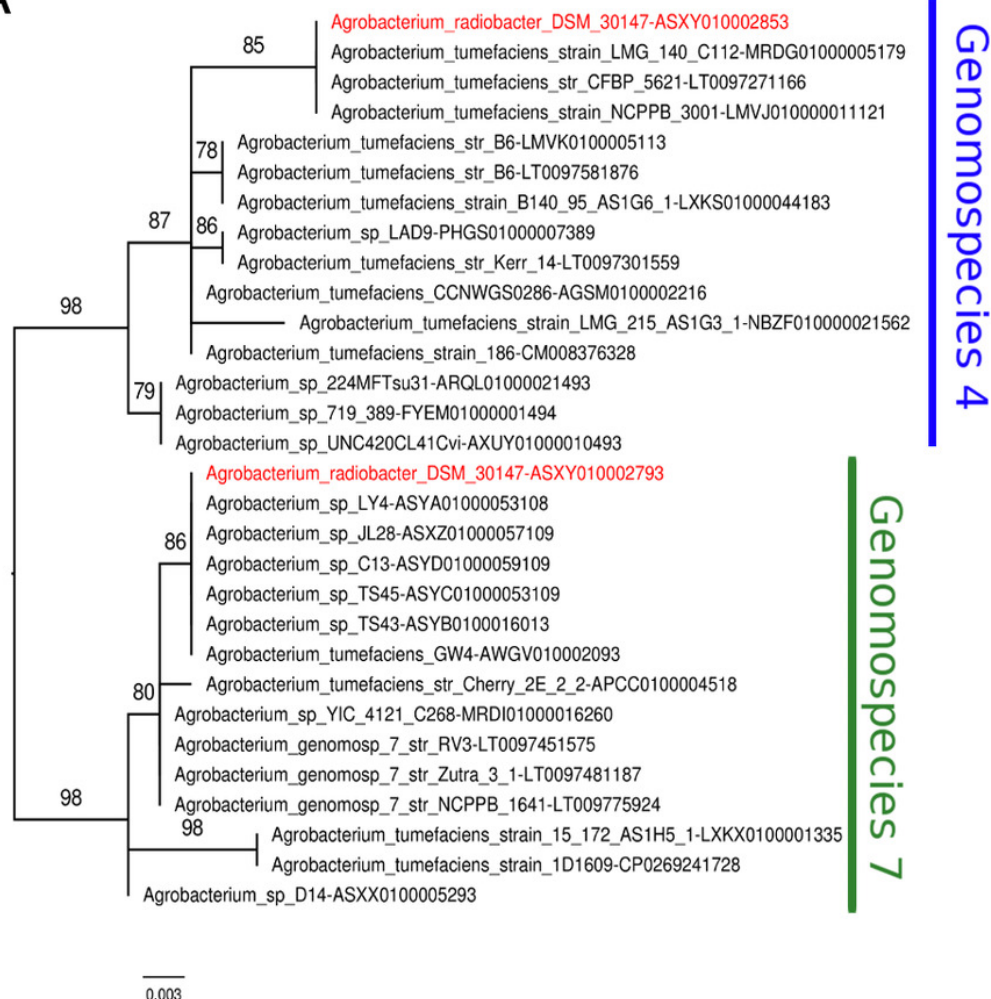 Agrobacterium_radiobacter_DSM_30147-ASXY010002853
85
Agrobacterium_tumefaciens_strain_LMG_140_C112-MRDG01000005179
Agrobacterium_tumefaciens_str_CFBP_5621-LT0097271166
Agrobacterium_tumefaciens_strain_NCPPB_3001-LMVJ010000011121
Agrobacterium_tumefaciens_str_B6-LMVK0100005113
78
Agrobacterium_tumefaciens_str_B6-LT0097581876
Agrobacterium_tumefaciens_strain_B140_95_AS1G6_1-LXKS01000044183
87
86
Agrobacterium_sp_LAD9-PHGS01000007389
Agrobacterium_tumefaciens_str_Kerr_14-LT0097301559
Agrobacterium_tumefaciens_CCNWGS0286-AGSM0100002216
98
Agrobacterium_tumefaciens_strain_LMG_215_AS1G3_1-NBZF010000021562
Agrobacterium_tumefaciens_strain_186-CM008376328
Agrobacterium_sp_224MFTsu31-ARQL01000021493
79
Agrobacterium_sp_719_389-FYEM01000001494
Agrobacterium_sp_UNC420CL41Cvi-AXUY01000010493
Genomospecies 4
Agrobacterium_radiobacter_DSM_30147-ASXY010002793
Agrobacterium_sp_LY4-ASYA01000053108
Agrobacterium_sp_JL28-ASXZ01000057109
86
Agrobacterium_sp_C13-ASYD01000059109
Agrobacterium_sp_TS45-ASYC01000053109
Agrobacterium_sp_TS43-ASYB0100016013
Agrobacterium_tumefaciens_GW4-AWGV010002093
Agrobacterium_tumefaciens_str_Cherry_2E_2_2-APCC0100004518
80
Agrobacterium_sp_YIC_4121_C268-MRDI01000016260
Agrobacterium_genomosp_7_str_RV3-LT0097451575
Agrobacterium_genomosp_7_str_Zutra_3_1-LT0097481187
98
Agrobacterium_genomosp_7_str_NCPPB_1641-LT009775924
98
Agrobacterium_tumefaciens_strain_15_172_AS1H5_1-LXKX0100001335
Agrobacterium_tumefaciens_strain_1D1609-CP0269241728
Agrobacterium_sp_D14-ASXX0100005293
Genomospecies 7
0.003